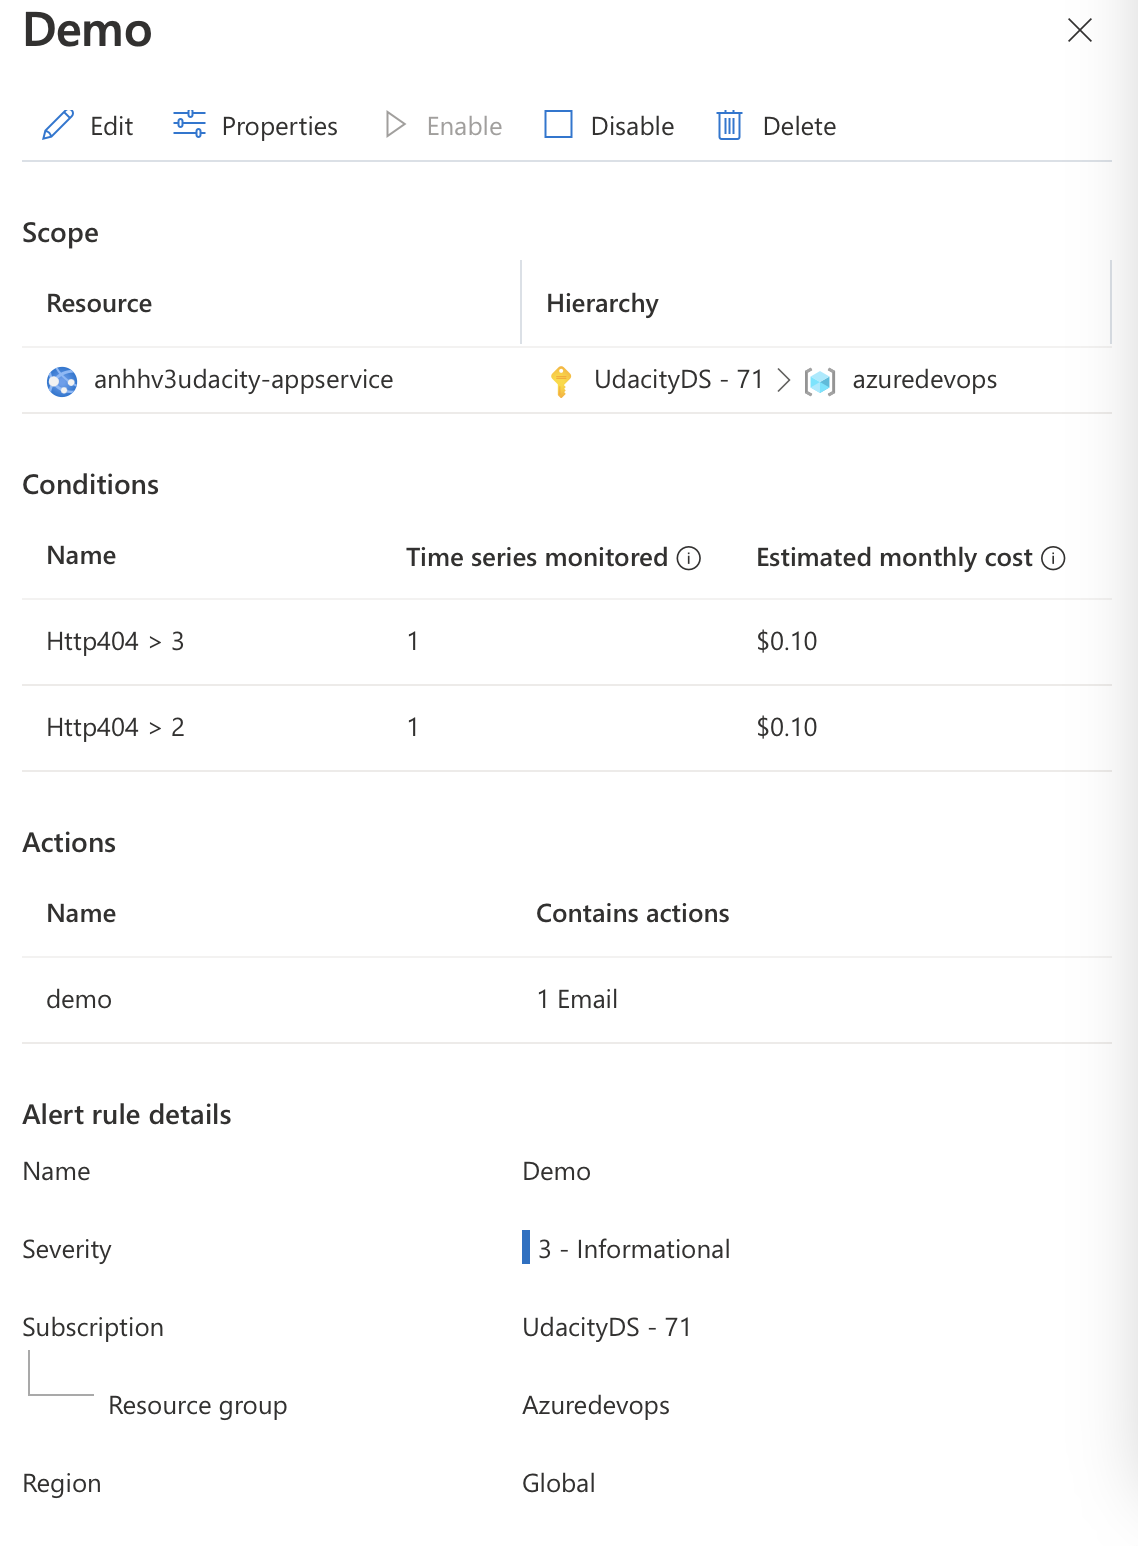 Demo
Edit Properties Enable Disable Delete
Scope
Resource Hierarchy
anhhv3udacity-appservice UdacityDS - 71 > azuredevops
Conditions
Name Time series monitored Estimated monthly cost
Http404 > 3 1 $0.10
Http404 > 2 1 $0.10
Actions
Name Contains actions
demo 1 Email
Alert rule details
Name Demo
Severity 3 - Informational
Subscription UdacityDS - 71
Resource group Azuredevops
Region Global